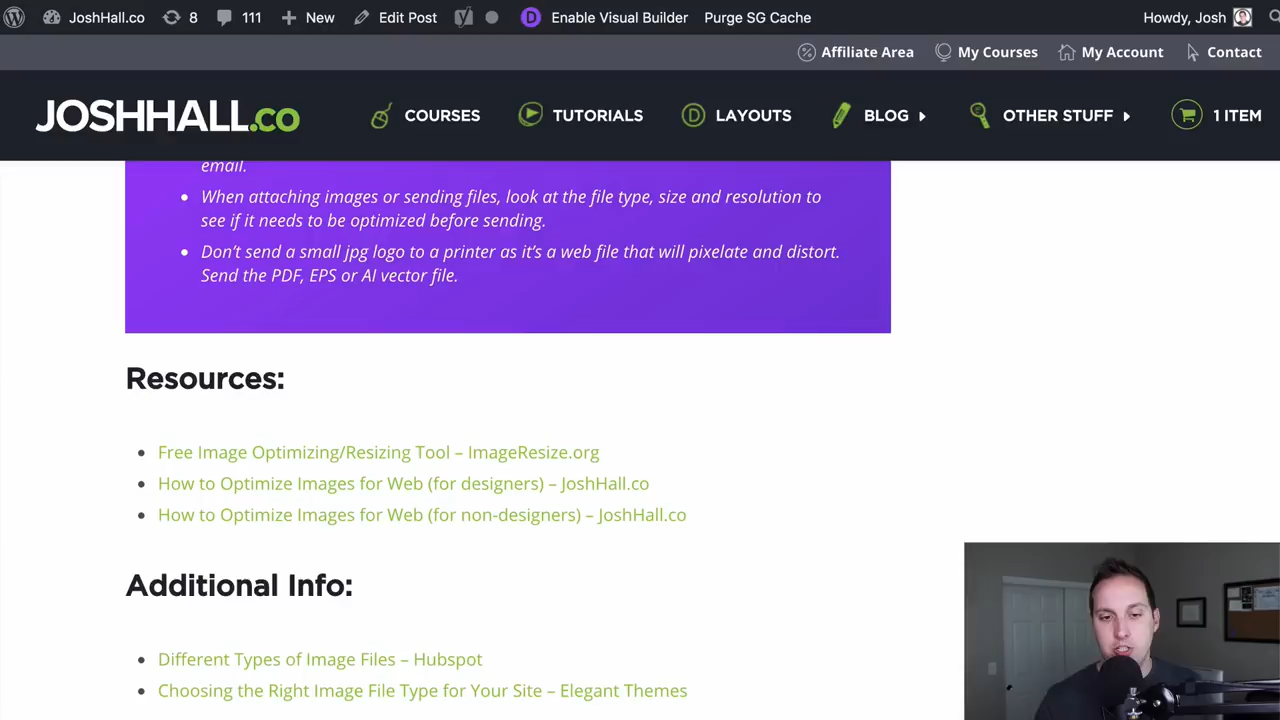 JoshHall.co 8 111 New Edit Post Enable Visual Builder Purge SG Cache Howdy, Josh
Affiliate Area My Courses My Account Contact
JOSHHALL.co COURSES TUTORIALS LAYOUTS BLOG OTHER STUFF 1 ITEM
email.
When attaching images or sending files, look at the file type, size and resolution to
see if it needs to be optimized before sending.
Don’t send a small jpg logo to a printer as it’s a web file that will pixelate and distort.
Send the PDF, EPS or AI vector file.
Resources:
Free Image Optimizing/Resizing Tool – ImageResize.org
How to Optimize Images for Web (for designers) – JoshHall.co
How to Optimize Images for Web (for non-designers) – JoshHall.co
Additional Info:
Different Types of Image Files – Hubspot
Choosing the Right Image File Type for Your Site – Elegant Themes